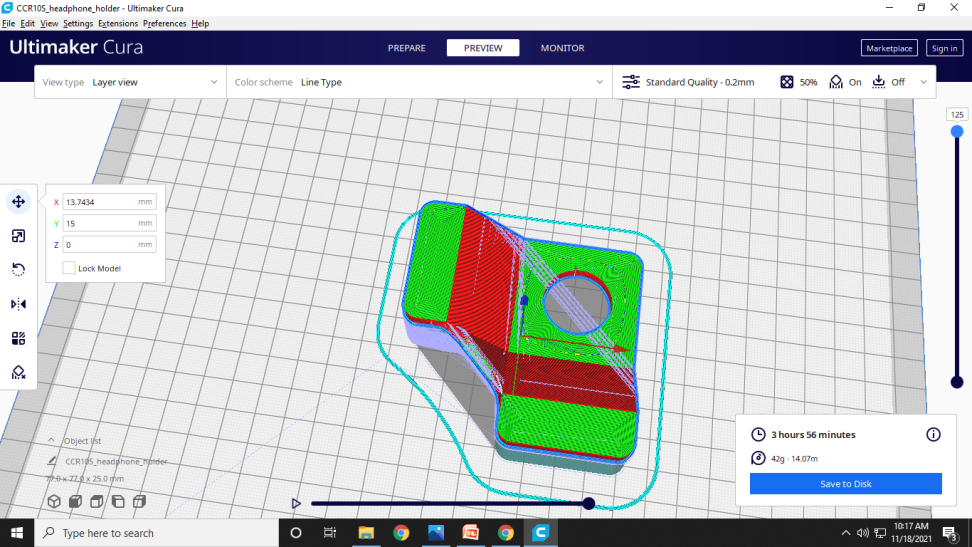 CCR10S_headphone_holder - Ultimaker Cura
File Edit View Settings Extensions Preferences Help
Ultimaker Cura
PREPARE PREVIEW MONITOR
Marketplace Sign in
View type Layer view
Color scheme Line Type
Standard Quality - 0.2mm 50% On Off
125
X 13.7434 mm
Y 15 mm
Z 0 mm
Lock Model
Object list
CCR10S_headphone_holder
77.0 x 77.0 x 25.0 mm
3 hours 56 minutes
42g · 14.07m
Save to Disk
Type here to search
10:17 AM
11/18/2021
3